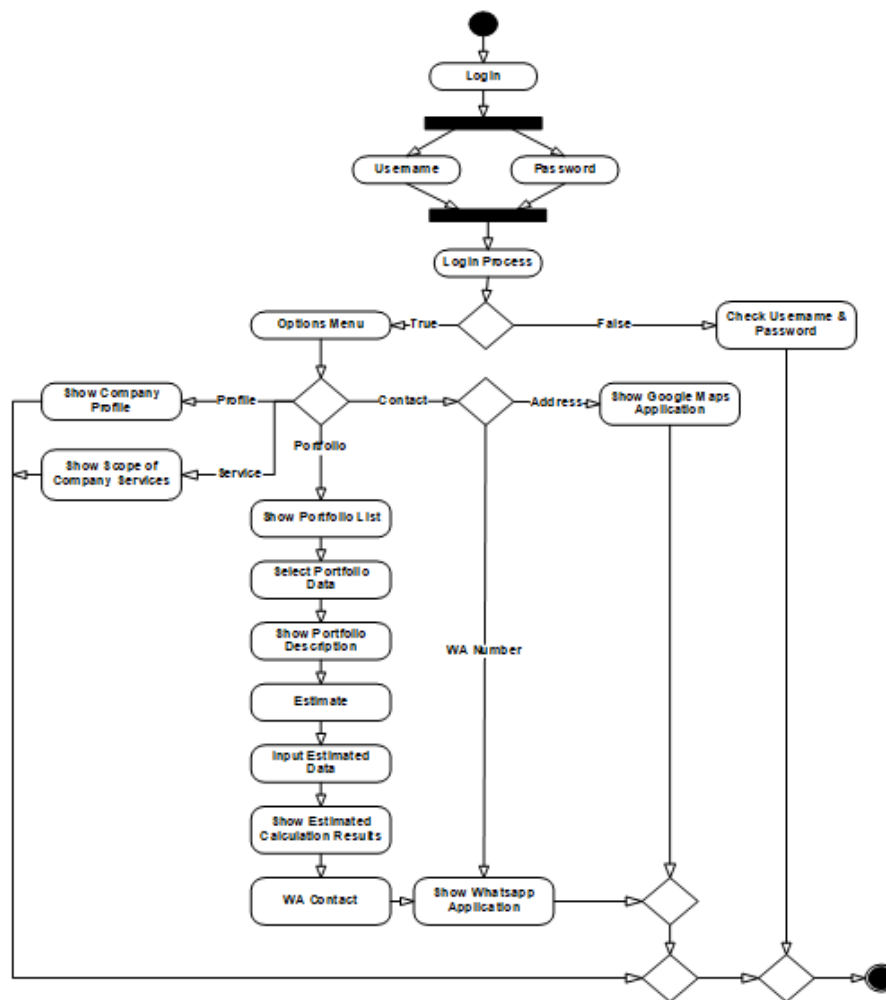 Login
Username
Password
Login Process
Options Menu
True
False
Check Username &
Password
Show Company
Profile
Profile
Contact
Address
Show Google Maps
Application
Portfolio
Show Scope of
Company Services
Service
Show Portfolio List
Select Portfolio
Data
Show Portfolio
Description
WA Number
Estimate
Input Estimated
Data
Show Estimated
Calculation Results
WA Contact
Show Whatsapp
Application